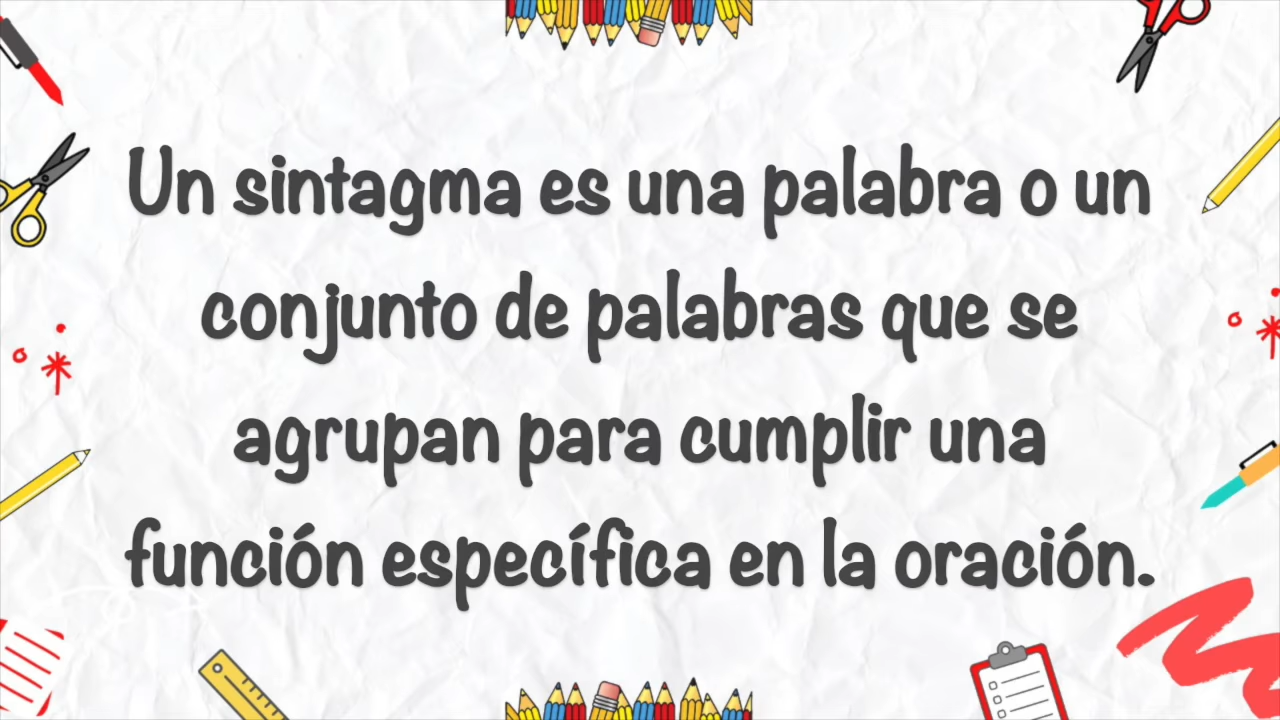 Un sintagma es una palabra o un
conjunto de palabras que se
agrupan para cumplir una
función específica en la oración.